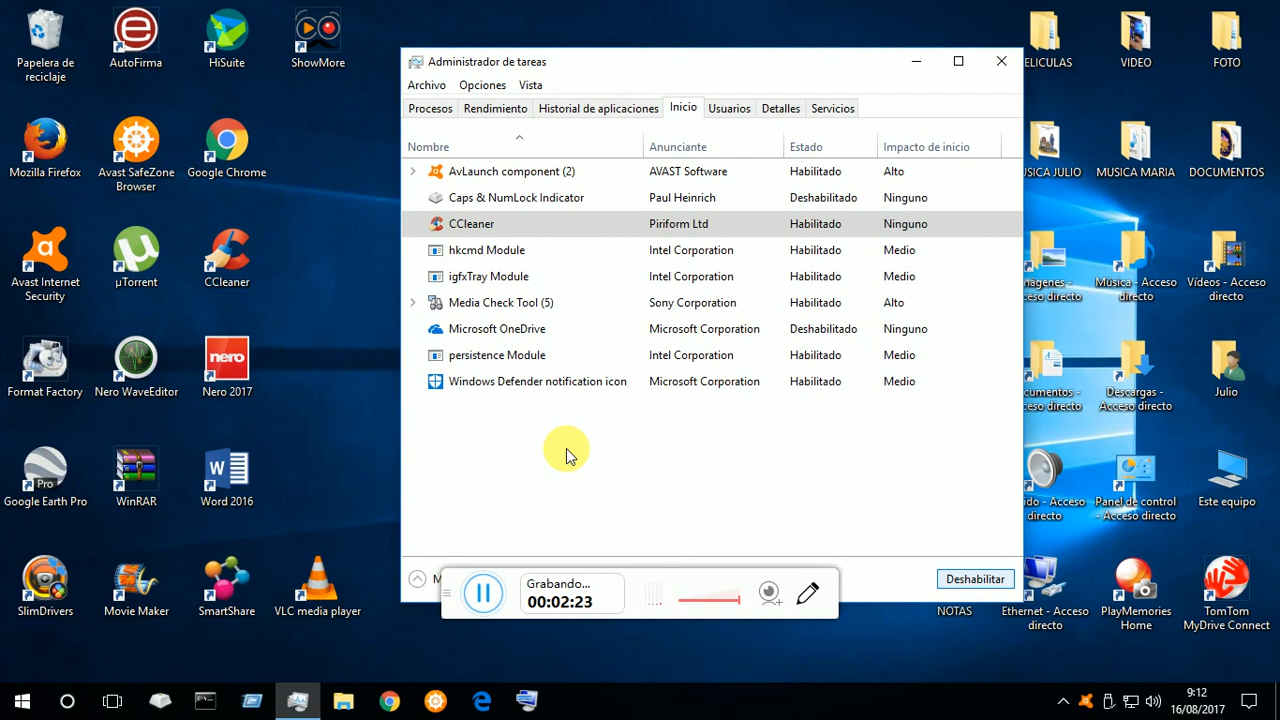 Papelera de
reciclaje
AutoFirma
HiSuite
ShowMore
Mozilla Firefox
Avast SafeZone
Browser
Google Chrome
Avast Internet
Security
µTorrent
CCleaner
Format Factory
Nero WaveEditor
Nero 2017
Google Earth Pro
WinRAR
Word 2016
SlimDrivers
Movie Maker
SmartShare
VLC media player
Administrador de tareas
Archivo Opciones Vista
Procesos Rendimiento Historial de aplicaciones Inicio Usuarios Detalles Servicios
Nombre Anunciante Estado Impacto de inicio
AvLaunch component (2) AVAST Software Habilitado Alto
Caps & NumLock Indicator Paul Heinrich Deshabilitado Ninguno
CCleaner Piriform Ltd Habilitado Ninguno
hkcmd Module Intel Corporation Habilitado Medio
igfxTray Module Intel Corporation Habilitado Medio
Media Check Tool (5) Sony Corporation Habilitado Alto
Microsoft OneDrive Microsoft Corporation Deshabilitado Ninguno
persistence Module Intel Corporation Habilitado Medio
Windows Defender notification icon Microsoft Corporation Habilitado Medio
M
Deshabilitar
Grabando...
00:02:23
ELICULAS
VIDEO
FOTO
USICA JULIO
MUSICA MARIA
DOCUMENTOS
mágenes -
ceso directo
Música - Acceso
directo
Vídeos - Acceso
directo
cumentos -
ceso directo
Descargas -
Acceso directo
Julio
ido - Acceso
directo
Panel de control
- Acceso directo
Este equipo
NOTAS
Ethernet - Acceso
directo
PlayMemories
Home
TomTom
MyDrive Connect
9:12
16/08/2017